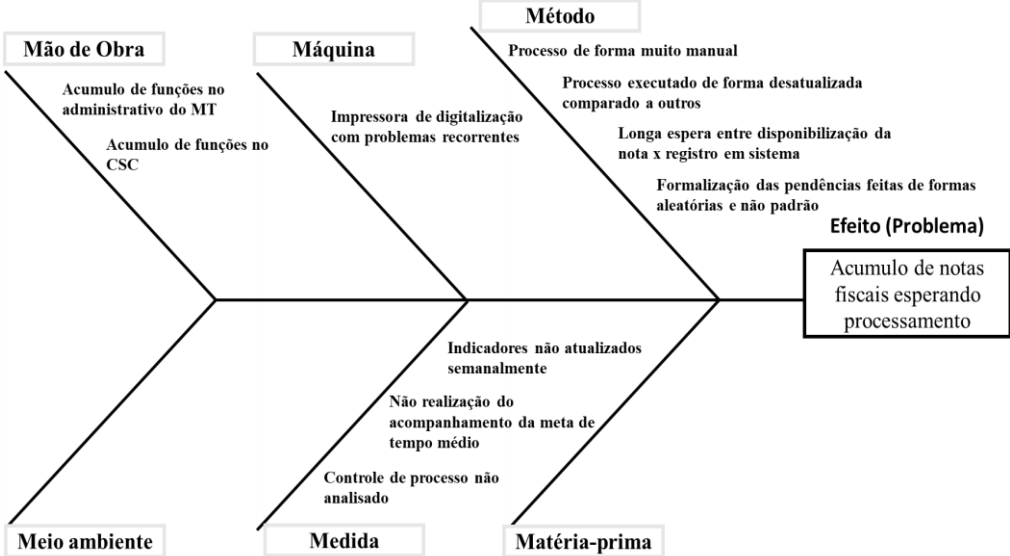 Mão de Obra
Acumulo de funções no
administrativo do MT
Acumulo de funções no
CSC
Máquina
Impressora de digitalização
com problemas recorrentes
Método
Processo de forma muito manual
Processo executado de forma desatualizada
comparado a outros
Longa espera entre disponibilização da
nota x registro em sistema
Formalização das pendências feitas de formas
aleatórias e não padrão
Efeito (Problema)
Acumulo de notas
fiscais esperando
processamento
Indicadores não atualizados
semanalmente
Não realização do
acompanhamento da meta de
tempo médio
Controle de processo não
analisado
Meio ambiente
Medida
Matéria-prima